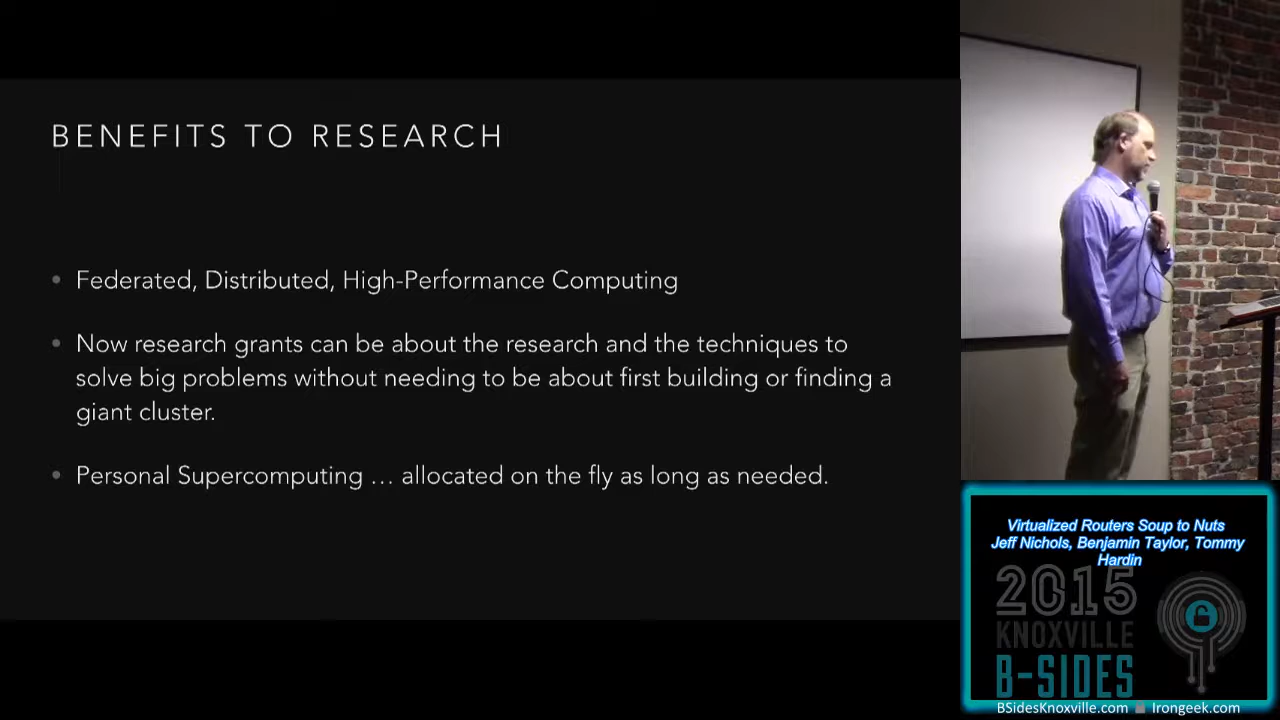 BENEFITS TO RESEARCH
• Federated, Distributed, High-Performance Computing
• Now research grants can be about the research and the techniques to
solve big problems without needing to be about first building or finding a
giant cluster.
• Personal Supercomputing … allocated on the fly as long as needed.
Virtualized Routers Soup to Nuts
Jeff Nichols, Benjamin Taylor, Tommy
Hardin
2015
KNOXVILLE
B-SIDES
BSidesKnoxville.com Irongeek.com